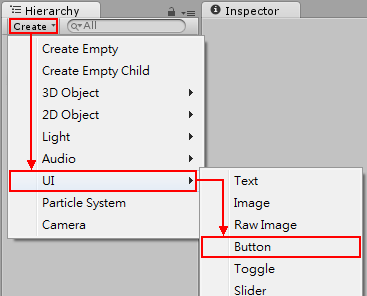 Hierarchy
Inspector
Create
All
Create Empty
Create Empty Child
3D Object
2D Object
Light
Audio
UI
Particle System
Camera
Text
Image
Raw Image
Button
Toggle
Slider